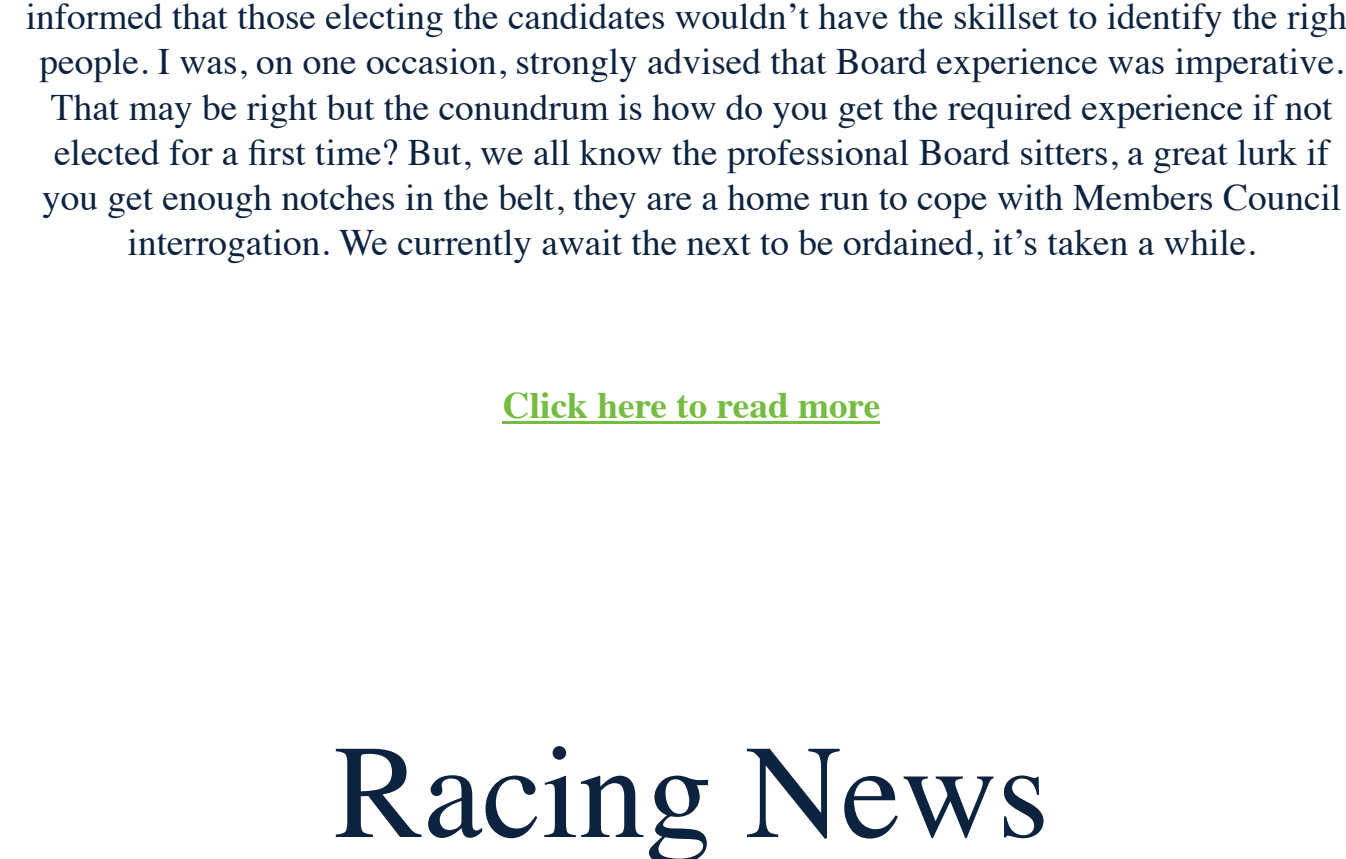 informed that those electing the candidates wouldn’t have the skillset to identify the righ
people. I was, on one occasion, strongly advised that Board experience was imperative.
That may be right but the conundrum is how do you get the required experience if not
elected for a first time? But, we all know the professional Board sitters, a great lurk if
you get enough notches in the belt, they are a home run to cope with Members Council
interrogation. We currently await the next to be ordained, it’s taken a while.
Click here to read more
Racing News